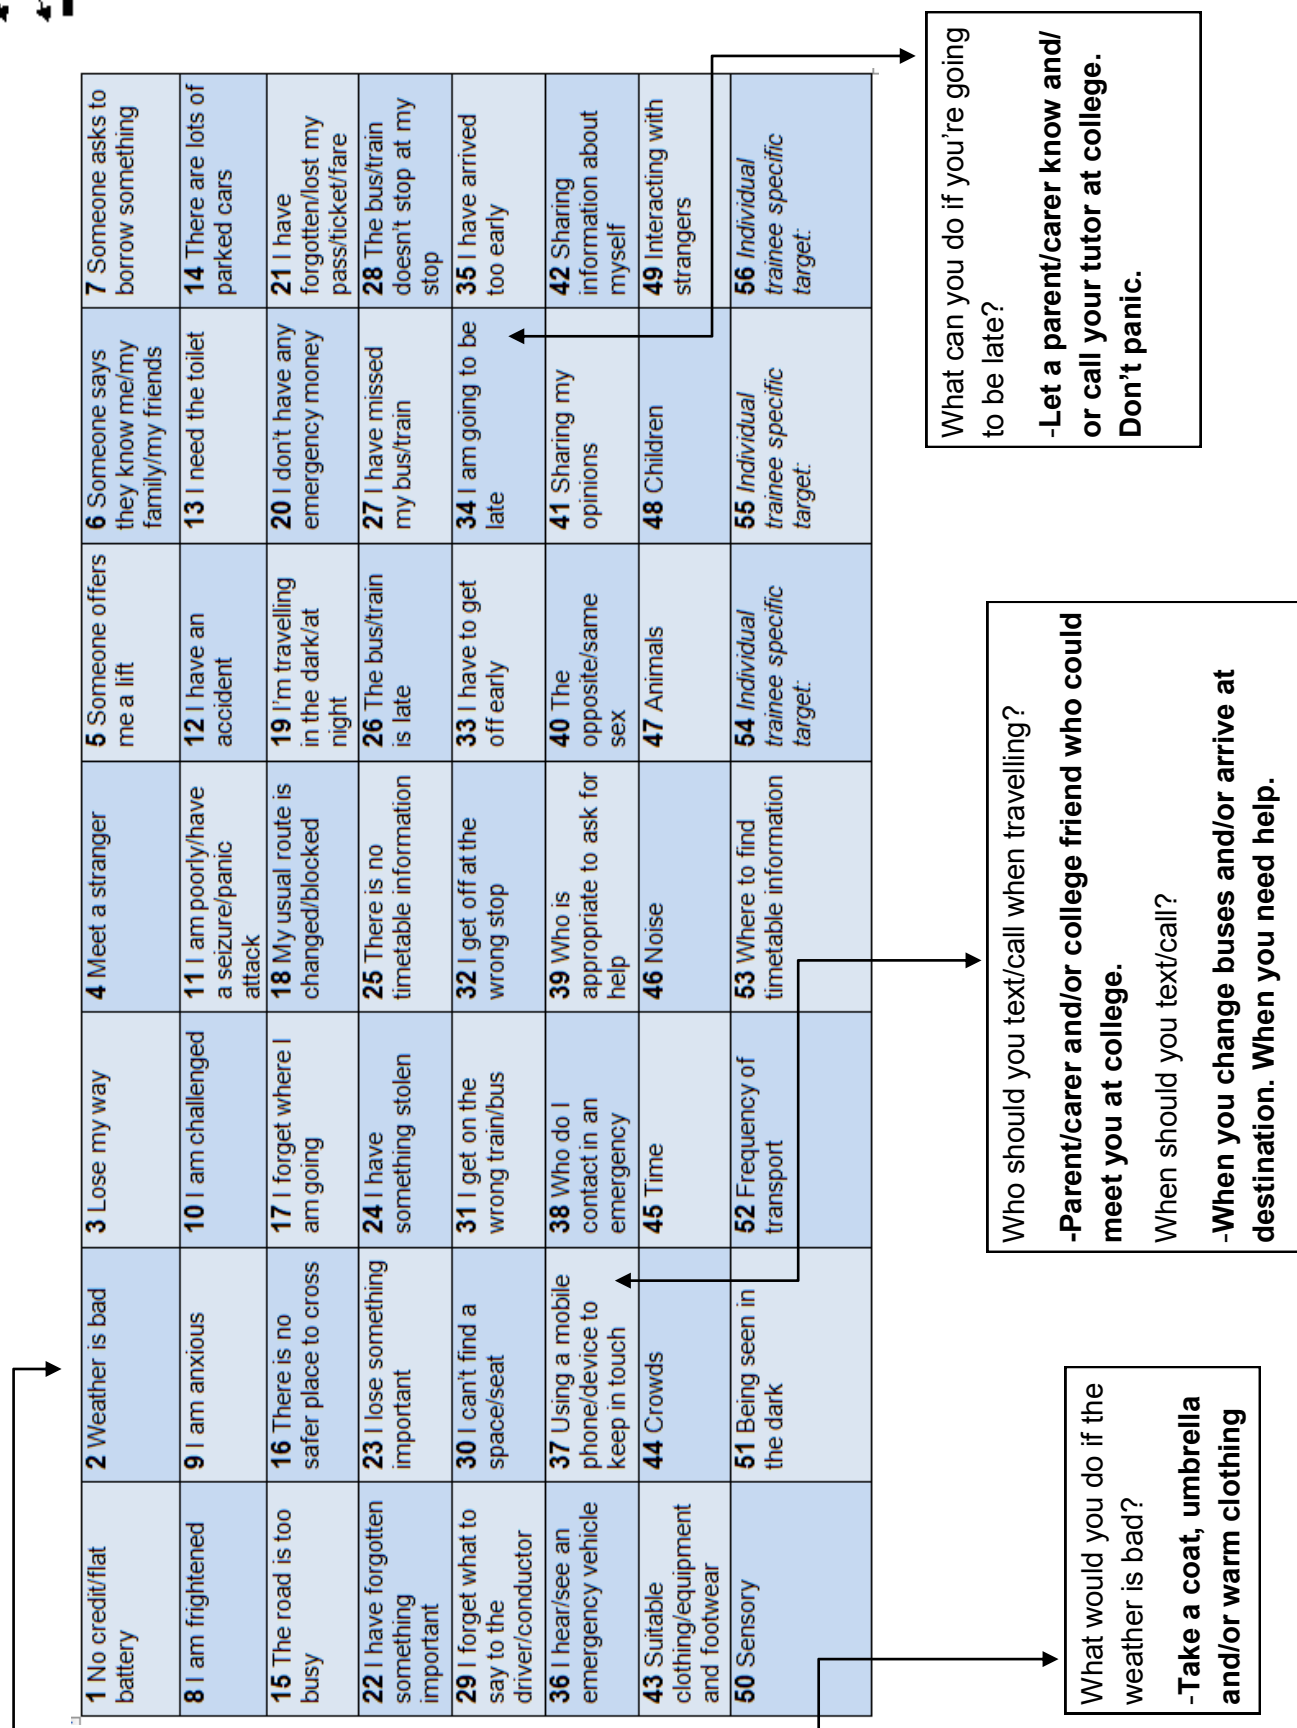 1 No credit/flat
battery
2 Weather is bad
3 Lose my way
4 Meet a stranger
5 Someone offers
me a lift
6 Someone says
they know me/my
family/my friends
7 Someone asks to
borrow something
8 I am frightened
9 I am anxious
10 I am challenged
11 I am poorly/have
a seizure/panic
attack
12 I have an
accident
13 I need the toilet
14 There are lots of
parked cars
15 The road is too
busy
16 There is no
safer place to cross
17 I forget where I
am going
18 My usual route is
changed/blocked
19 I'm travelling
in the dark/at
night
20 I don't have any
emergency money
21 I have
forgotten/lost my
pass/ticket/fare
22 I have forgotten
something
important
23 I lose something
important
24 I have
something stolen
25 There is no
timetable information
26 The bus/train
is late
27 I have missed
my bus/train
28 The bus/train
doesn't stop at my
stop
29 I forget what to
say to the
driver/conductor
30 I can't find a
space/seat
31 I get on the
wrong train/bus
32 I get off at the
wrong stop
33 I have to get
off early
34 I am going to be
late
35 I have arrived
too early
36 I hear/see an
emergency vehicle
37 Using a mobile
phone/device to
keep in touch
38 Who do I
contact in an
emergency
39 Who is
appropriate to ask for
help
40 The
opposite/same
sex
41 Sharing my
opinions
42 Sharing
information about
myself
43 Suitable
clothing/equipment
and footwear
44 Crowds
45 Time
46 Noise
47 Animals
48 Children
49 Interacting with
strangers
50 Sensory
51 Being seen in
the dark
52 Frequency of
transport
53 Where to find
timetable information
54 Individual
trainee specific
target:
55 Individual
trainee specific
target:
56 Individual
trainee specific
target:
What would you do if the
weather is bad?
-Take a coat, umbrella
and/or warm clothing
Who should you text/call when travelling?
-Parent/carer and/or college friend who could
meet you at college.
When should you text/call?
-When you change buses and/or arrive at
destination. When you need help.
What can you do if you're going
to be late?
-Let a parent/carer know and/
or call your tutor at college.
Don't panic.